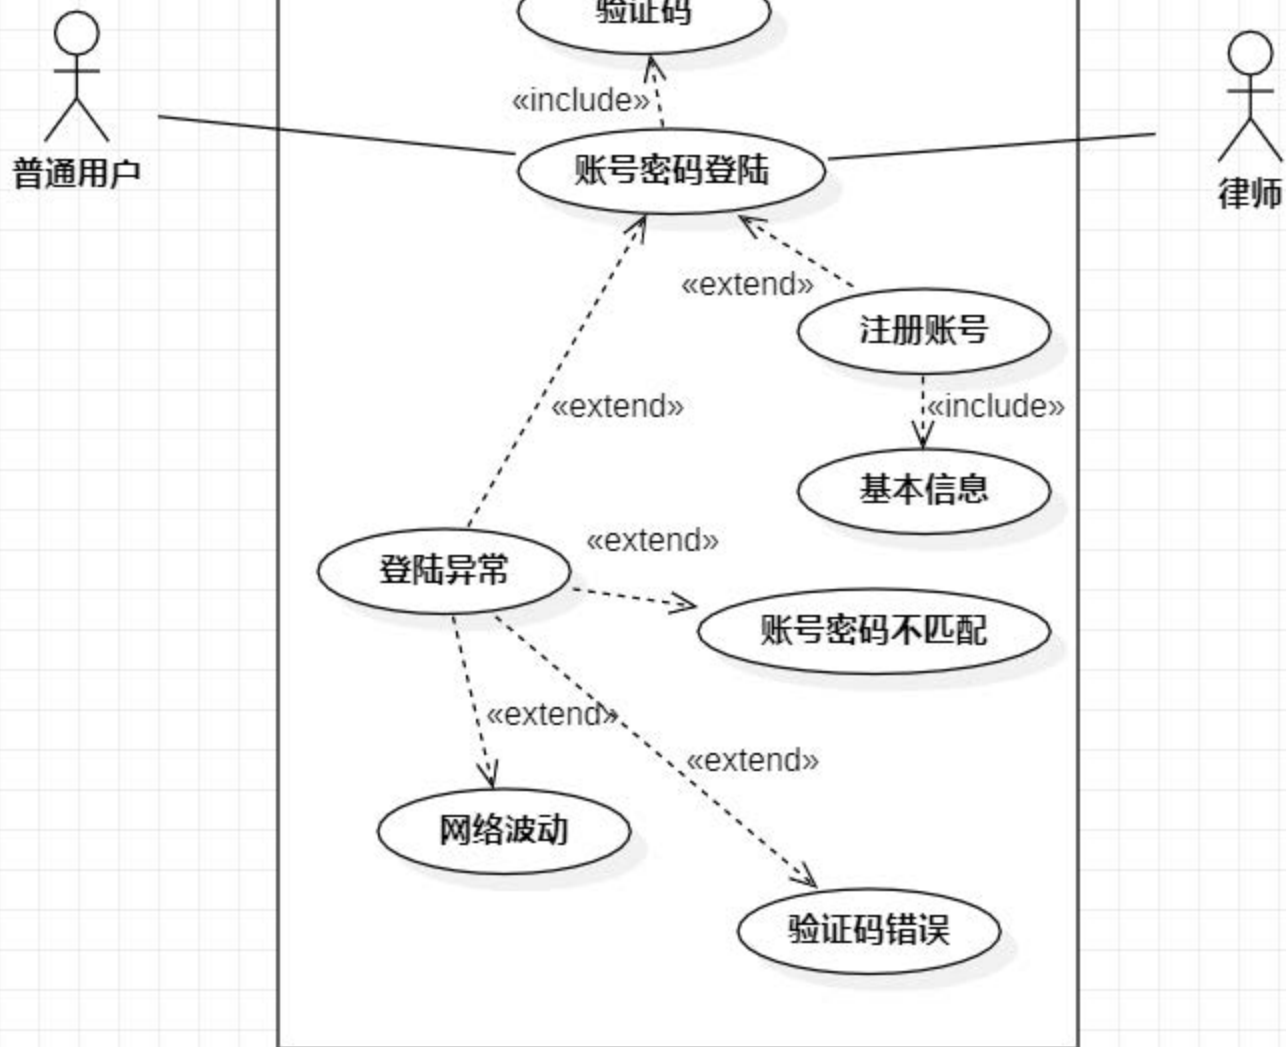 验证码
«include»
账号密码登陆
普通用户
律师
«extend»
注册账号
«extend»
«include»
基本信息
«extend»
登陆异常
账号密码不匹配
«extend»
«extend»
网络波动
验证码错误